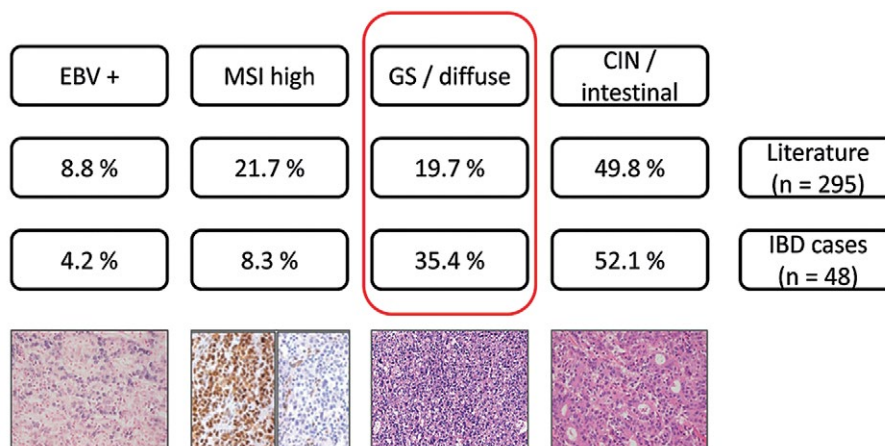 EBV +
MSI high
GS / diffuse
CIN /
intestinal
8.8 %
21.7 %
19.7 %
49.8 %
Literature
(n = 295)
4.2 %
8.3 %
35.4 %
52.1 %
IBD cases
(n = 48)